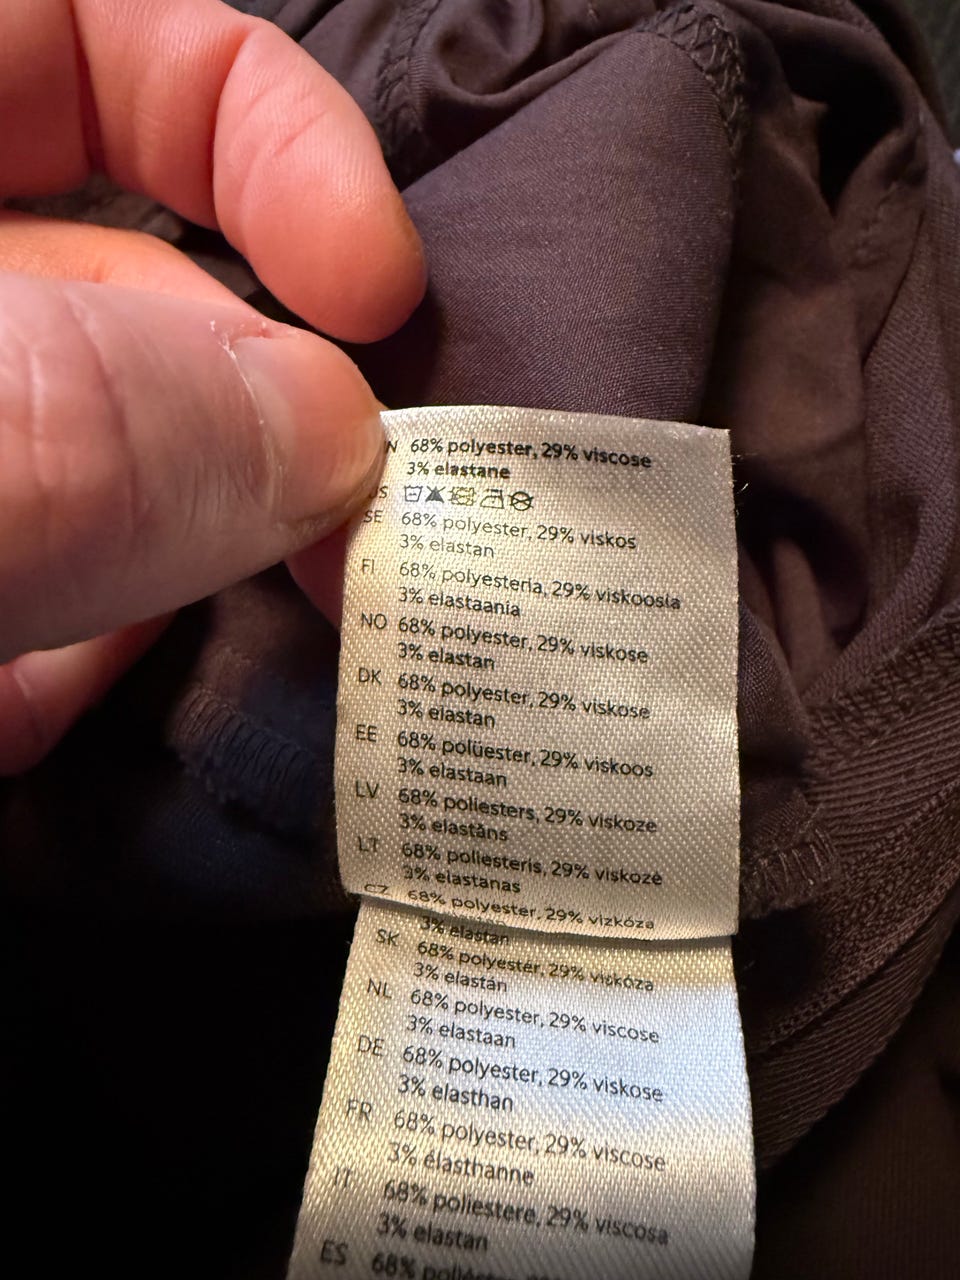 68% polyester, 29% viscose
3% elastane
SE 68% polyester, 29% viskos
3% elastan
FI 68% polyesteria, 29% viskoosia
3% elastaania
NO 68% polyester, 29% viskose
3% elastan
DK 68% polyester, 29% viskose
3% elastan
EE 68% polüester, 29% viskoos
3% elastaan
LV 68% poliesters, 29% viskoze
3% elastāns
LT 68% poliesteris, 29% viskozė
3% elastanas
CZ 68% polyester, 29% vizkóza
3% elastan
SK 68% polyestér, 29% viskóza
3% elastán
NL 68% polyester, 29% viscose
3% elastaan
DE 68% polyester, 29% viskose
3% elasthan
FR 68% polyester, 29% viscose
3% élasthanne
IT 68% poliestere, 29% viscosa
3% elastan
ES 68%